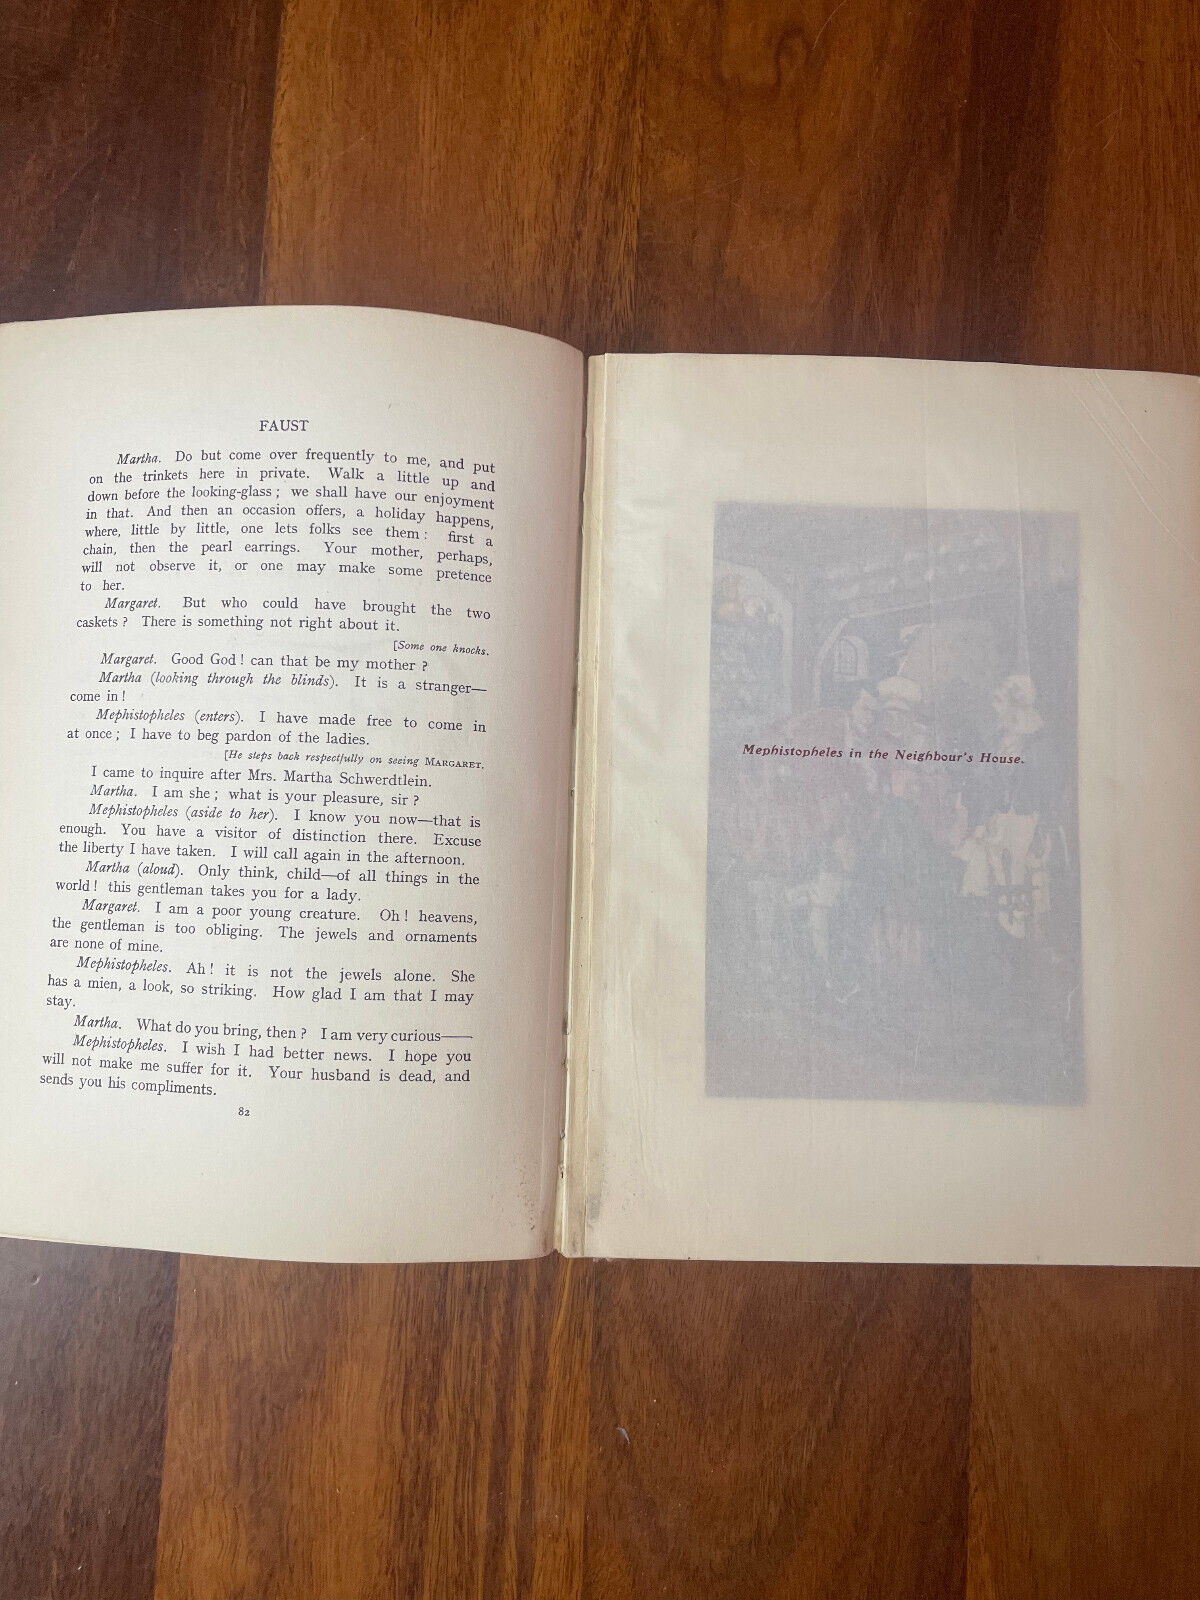 FAUST
Martha. Do but come over frequently to me, and put
on the trinkets here in private. Walk a little up and
down before the looking-glass; we shall have our enjoyment
in that. And then an occasion offers, a holiday happens,
where, little by little, one lets folks see them: first a
chain, then the pearl earrings. Your mother, perhaps,
will not observe it, or one may make some pretence
to her.
Margaret. But who could have brought the two
caskets? There is something not right about it.
[Some one knocks.
Margaret. Good God! can that be my mother?
Martha (looking through the blinds). It is a stranger—
come in!
Mephistopheles (enters). I have made free to come in
at once; I have to beg pardon of the ladies.
[He steps back respectfully on seeing MARGARET.
I came to inquire after Mrs. Martha Schwerdtlein.
Martha. I am she; what is your pleasure, sir?
Mephistopheles (aside to her). I know you now—that is
enough. You have a visitor of distinction there. Excuse
the liberty I have taken. I will call again in the afternoon.
Martha (aloud). Only think, child—of all things in the
world! this gentleman takes you for a lady.
Margaret. I am a poor young creature. Oh! heavens,
the gentleman is too obliging. The jewels and ornaments
are none of mine.
Mephistopheles. Ah! it is not the jewels alone. She
has a mien, a look, so striking. How glad I am that I may
stay.
Martha. What do you bring, then? I am very curious——
Mephistopheles. I wish I had better news. I hope you
will not make me suffer for it. Your husband is dead, and
sends you his compliments.
82
Mephistopheles in the Neighbour's House.